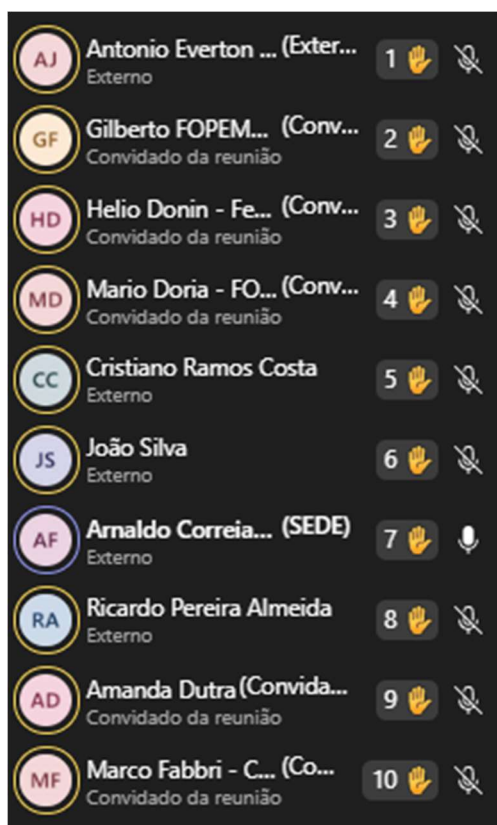 AJ Antonio Everton ... (Exter... 1
Externo
GF Gilberto FOPEM... (Conv... 2
Convidado da reunião
HD Helio Donin - Fe... (Conv... 3
Convidado da reunião
MD Mario Doria - FO... (Conv... 4
Convidado da reunião
CC Cristiano Ramos Costa 5
Externo
JS João Silva 6
Externo
AF Arnaldo Correia... (SEDE) 7
Externo
RA Ricardo Pereira Almeida 8
Externo
AD Amanda Dutra (Convida... 9
Convidado da reunião
MF Marco Fabbri - C... (Co... 10
Convidado da reunião